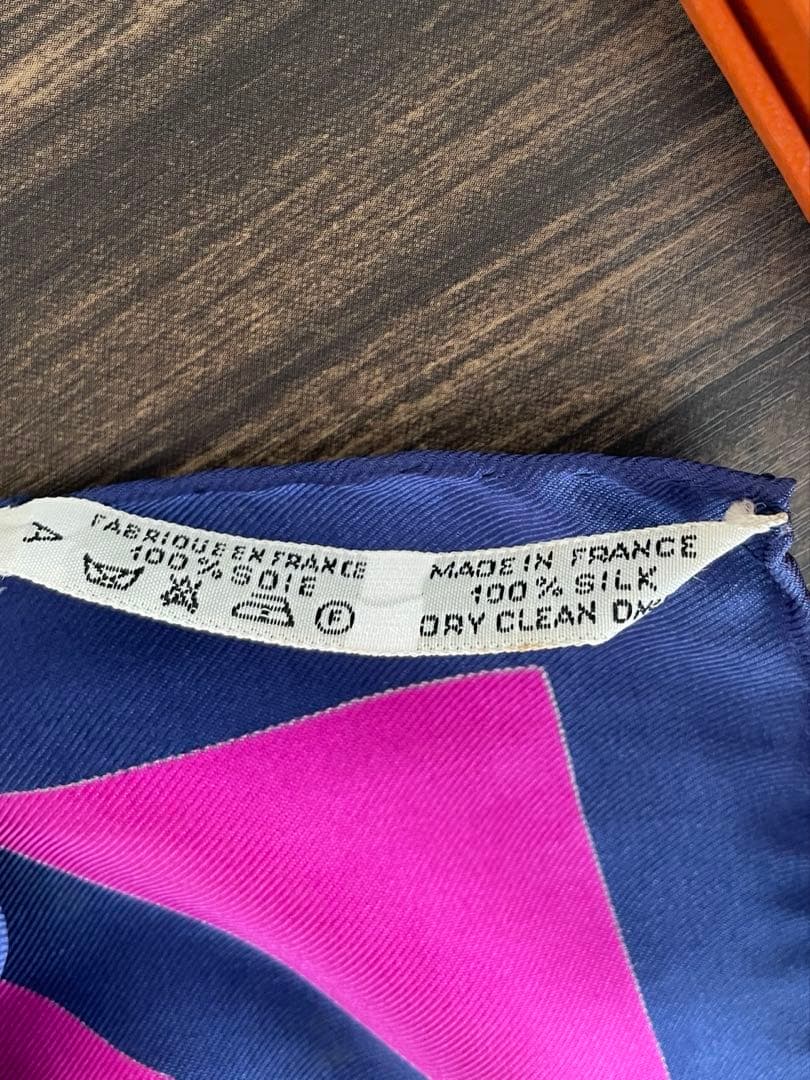 A
FABRIQUE EN FRANCE
100% SOIE
F
MADE IN FRANCE
100% SILK
DRY CLEAN